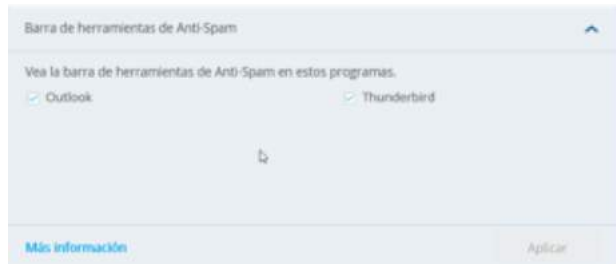 Barra de herramientas de Anti-Spam
Vea la barra de herramientas de Anti-Spam en estos programas.
Outlook
Thunderbird
Más información
Aplicar